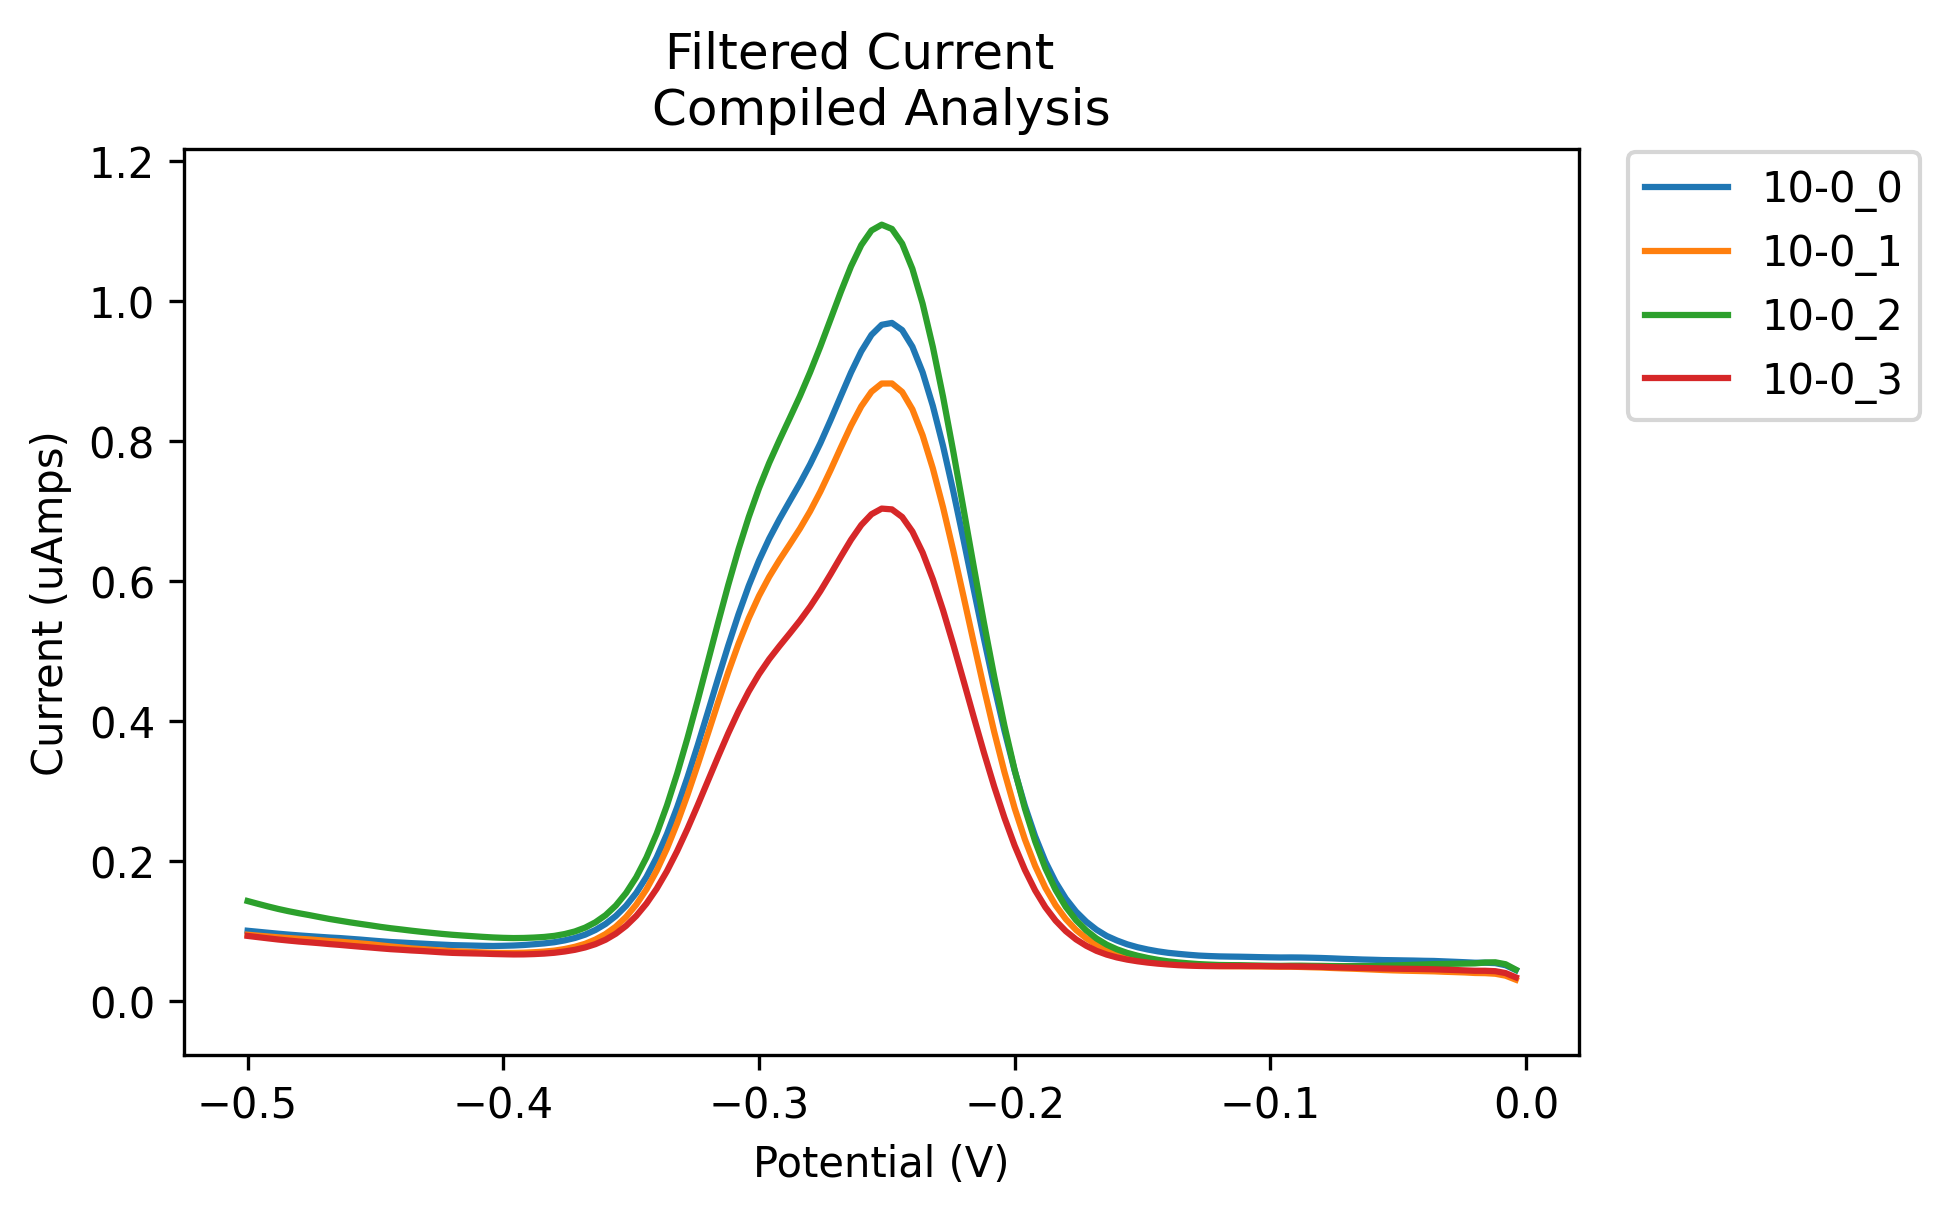 Filtered Current
Compiled Analysis
1.2
1.0
0.8
0.6
0.4
0.2
0.0
Current (uAmps)
−0.5 −0.4 −0.3 −0.2 −0.1 0.0
Potential (V)
10-0_0
10-0_1
10-0_2
10-0_3